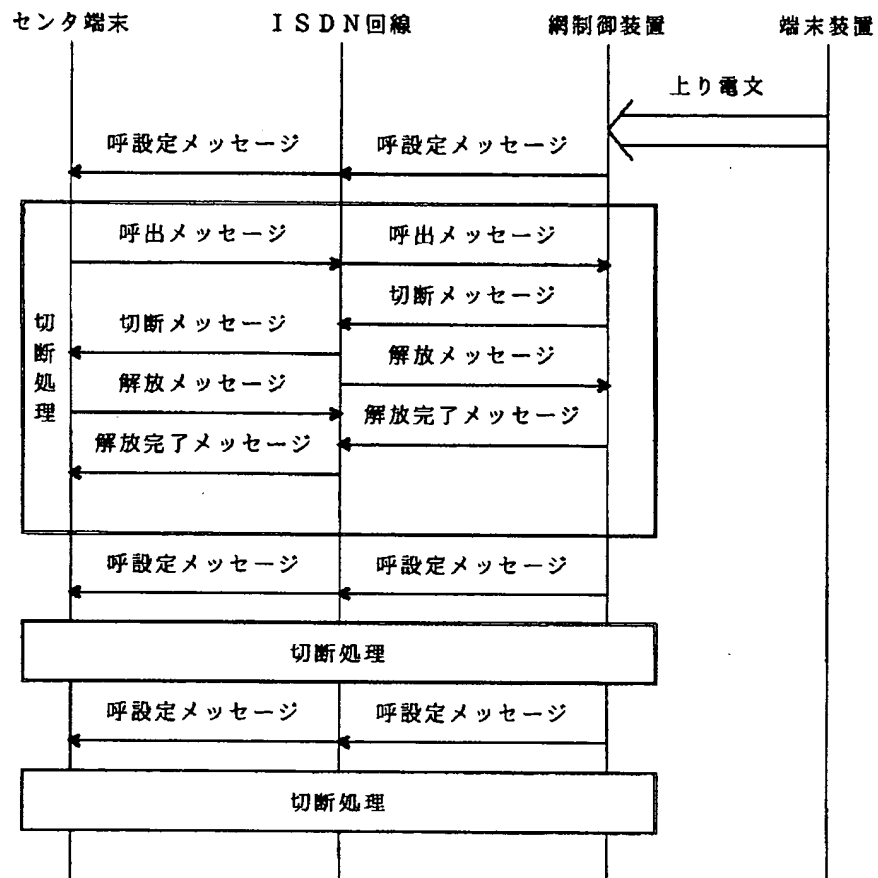 センタ端末 ＩＳＤＮ回線 網制御装置 端末装置
上り電文
呼設定メッセージ 呼設定メッセージ
呼出メッセージ 呼出メッセージ
切断メッセージ
切断処理
切断メッセージ
解放メッセージ
解放メッセージ
解放完了メッセージ
解放完了メッセージ
呼設定メッセージ 呼設定メッセージ
切断処理
呼設定メッセージ 呼設定メッセージ
切断処理